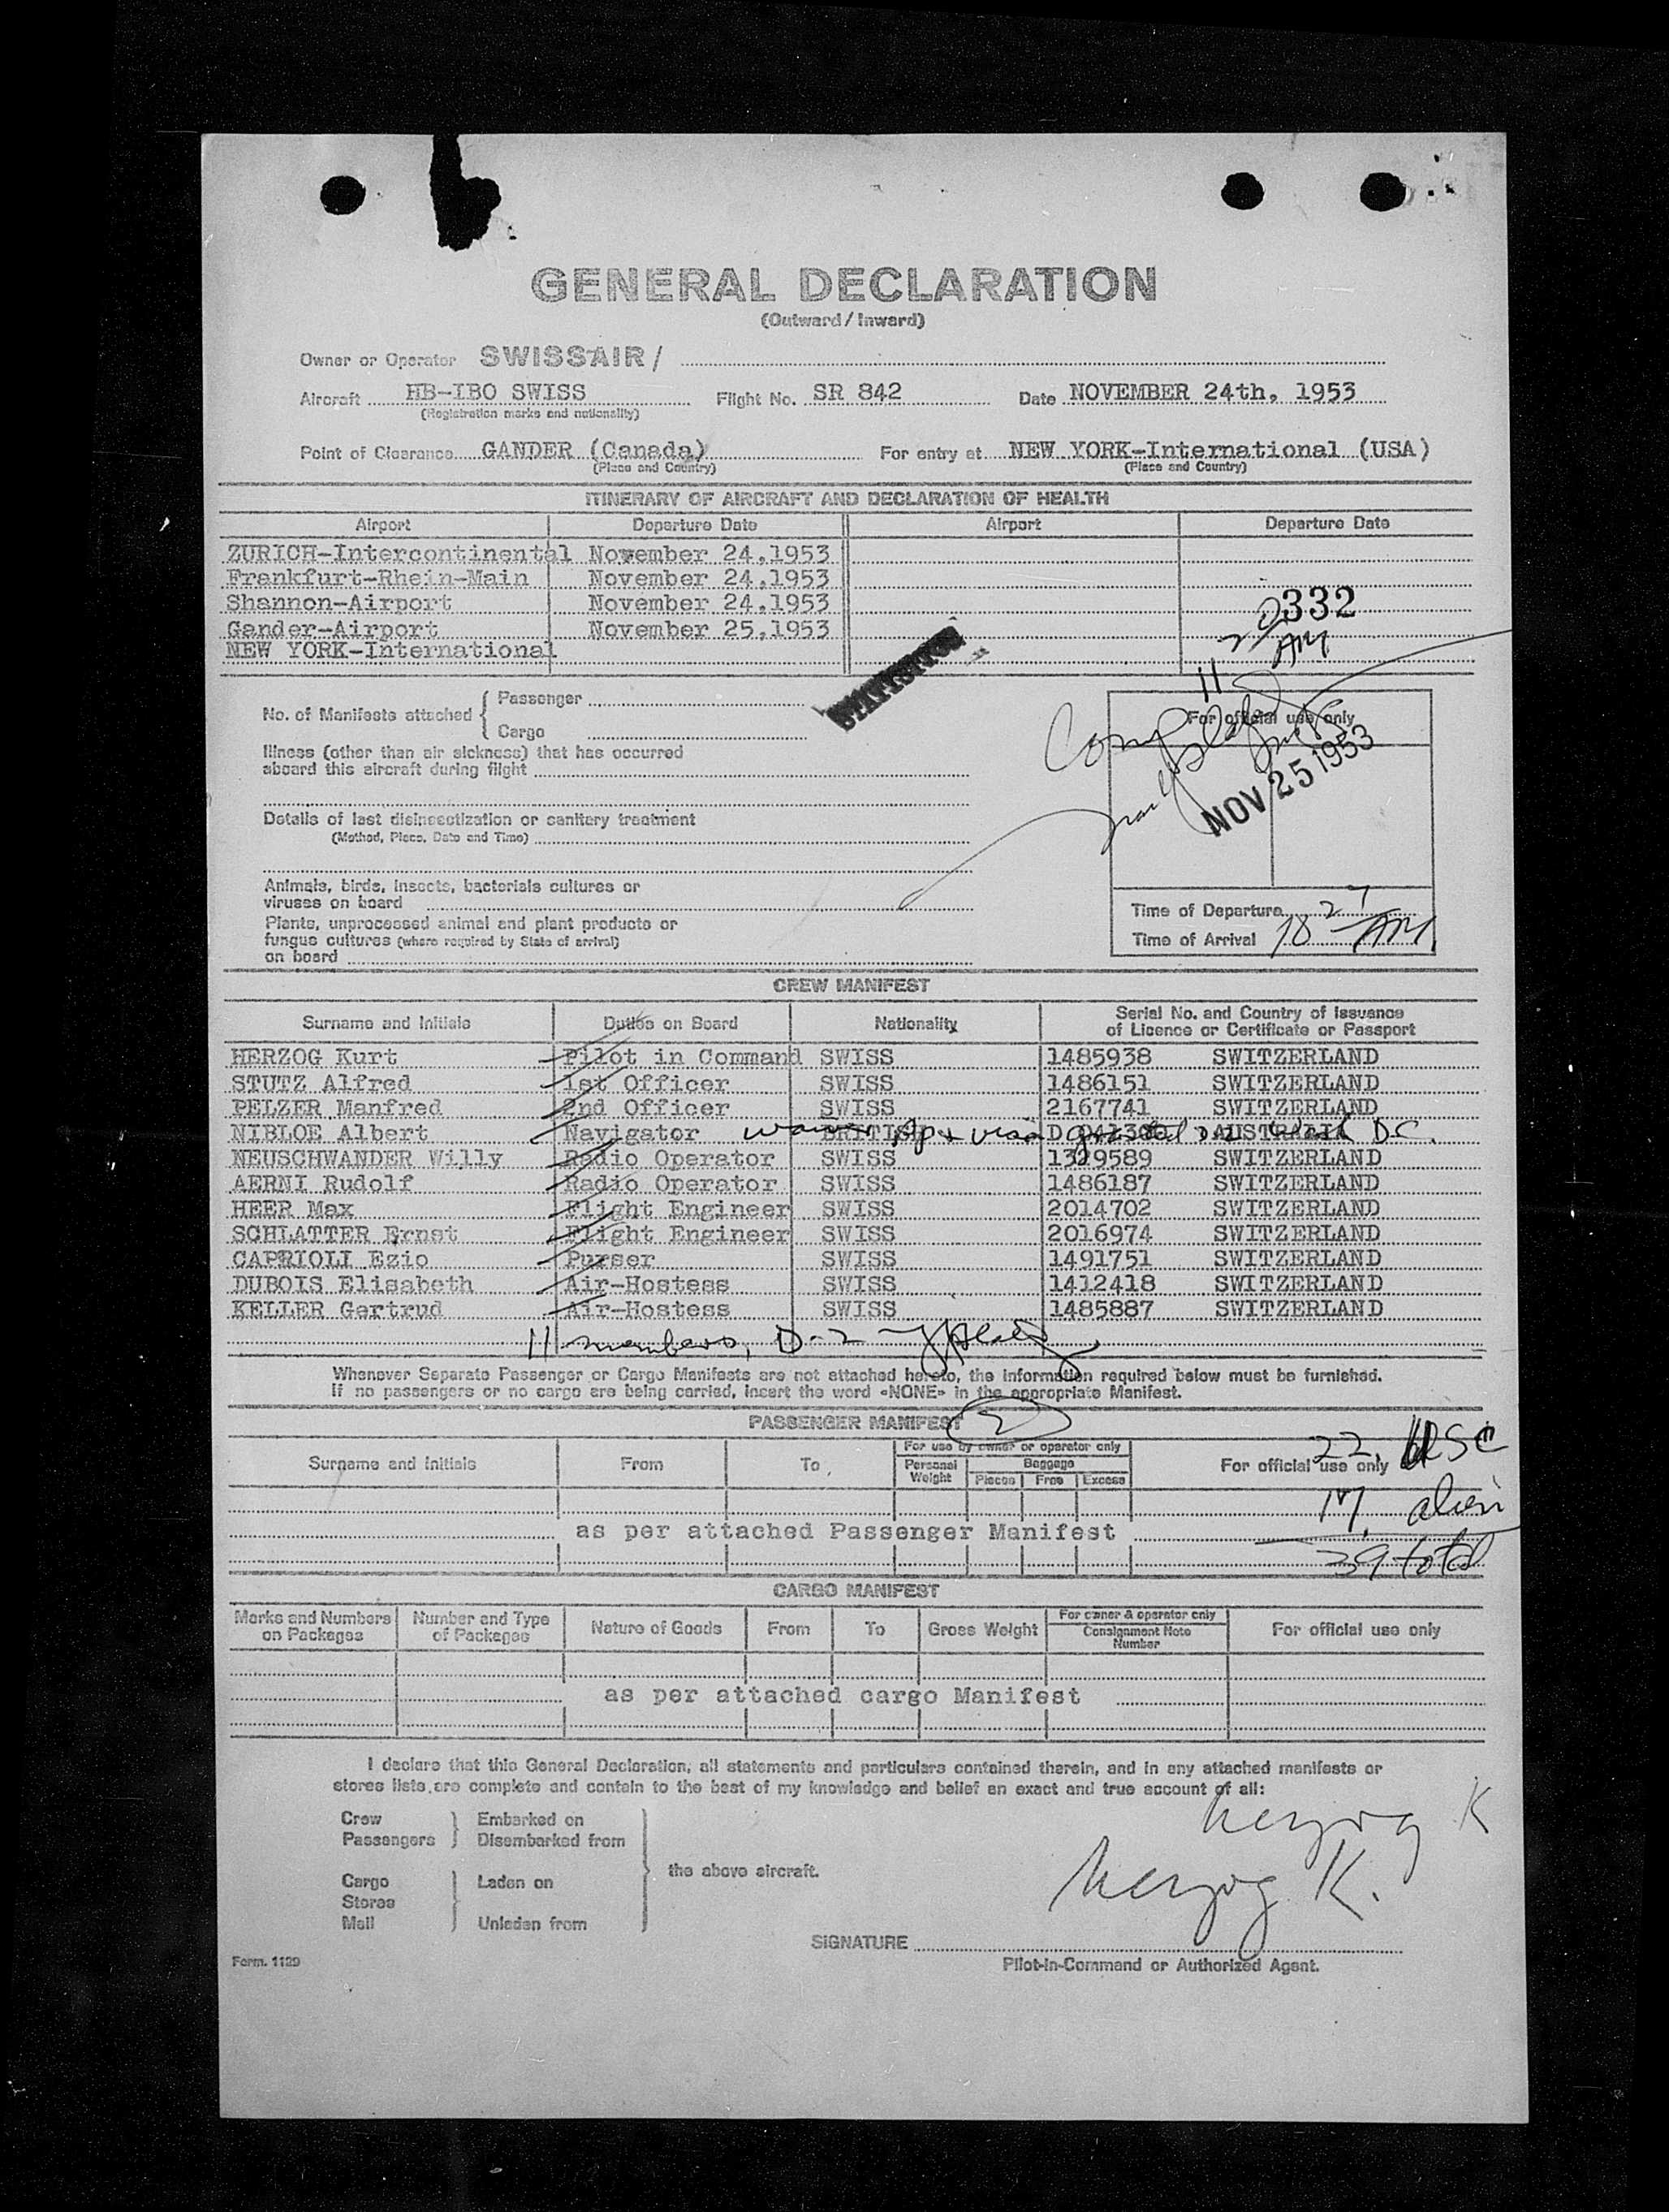 GENERAL DECLARATION
(Outward / Inward)
Owner or Operator SWISSAIR /
Aircraft HB-IBO SWISS Flight No. SR 842 Date NOVEMBER 24th, 1953
(Registration marks and nationality)
Point of Clearance GANDER (Canada) For entry at NEW YORK-International (USA)
(Place and Country) (Place and Country)
ITINERARY OF AIRCRAFT AND DECLARATION OF HEALTH
Airport Departure Date Airport Departure Date
ZURICH-Intercontinental November 24,1953
Frankfurt-Rhein-Main November 24,1953
Shannon-Airport November 24,1953
332
Gander-Airport November 25,1953
AM
NEW YORK-International
11
No. of Manifests attached { Passenger
Cargo
For official use only
Illness (other than air sickness) that has occurred
aboard this aircraft during flight
NOV 25 1953
Details of last disinsectization or sanitary treatment
(Method, Place, Date and Time)
Animals, birds, insects, bacterials cultures or
viruses on board
Plants, unprocessed animal and plant products or
fungus cultures (where required by State of arrival)
on board
Time of Departure
Time of Arrival 10 27 AM
CREW MANIFEST
Surname and Initials Duties on Board Nationality Serial No. and Country of Issuance
of Licence or Certificate or Passport
HERZOG Kurt Pilot in Command SWISS 1485938 SWITZERLAND
STUTZ Alfred 1st Officer SWISS 1486151 SWITZERLAND
PELZER Manfred 2nd Officer SWISS 2167741 SWITZERLAND
NIBLOE Albert Navigator BRITISH AUSTRALIA
waiver pp + visa granted D.C.
NEUSCHWANDER Willy Radio Operator SWISS 1329589 SWITZERLAND
AERNI Rudolf Radio Operator SWISS 1486187 SWITZERLAND
HEER Max Flight Engineer SWISS 2014702 SWITZERLAND
SCHLATTER Ernst Flight Engineer SWISS 2016974 SWITZERLAND
CAPRIOLI Ezio Purser SWISS 1491751 SWITZERLAND
DUBOIS Elisabeth Air-Hostess SWISS 1412418 SWITZERLAND
KELLER Gertrud Air-Hostess SWISS 1485887 SWITZERLAND
11 members, D-2
Whenever Separate Passenger or Cargo Manifests are not attached hereto, the information required below must be furnished.
If no passengers or no cargo are being carried, insert the word «NONE» in the appropriate Manifest.
PASSENGER MANIFEST 2
Surname and Initials From To For use by owner or operator only For official use only
Personal Weight Baggage
Pieces Free Excess
22, USC
17, alien
as per attached Passenger Manifest
39 total
CARGO MANIFEST
Marks and Numbers on Packages Number and Type of Packages Nature of Goods From To Gross Weight For owner & operator only Consignment Note Number For official use only
as per attached cargo Manifest
I declare that this General Declaration, all statements and particulars contained therein, and in any attached manifests or
stores lists, are complete and contain to the best of my knowledge and belief an exact and true account of all:
Herzog K
Crew } Embarked on
Passengers } Disembarked from
the above aircraft.
Cargo } Laden on
Stores
Mail } Unladen from
Herzog K.
SIGNATURE
Form. 1129 Pilot-in-Command or Authorized Agent.